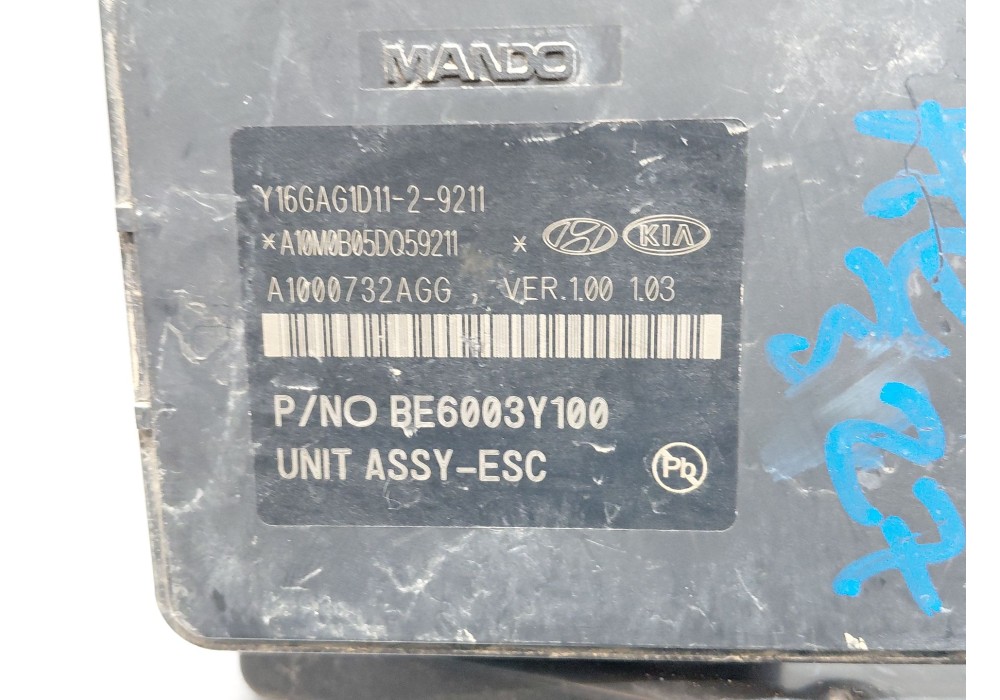 MANDO
Y16GAG1D11-2-9211
*A10M0B05DQ59211 *
KIA
A1000732AGG , VER.1.00 1.03
P/NO BE6003Y100
UNIT ASSY-ESC
Pb